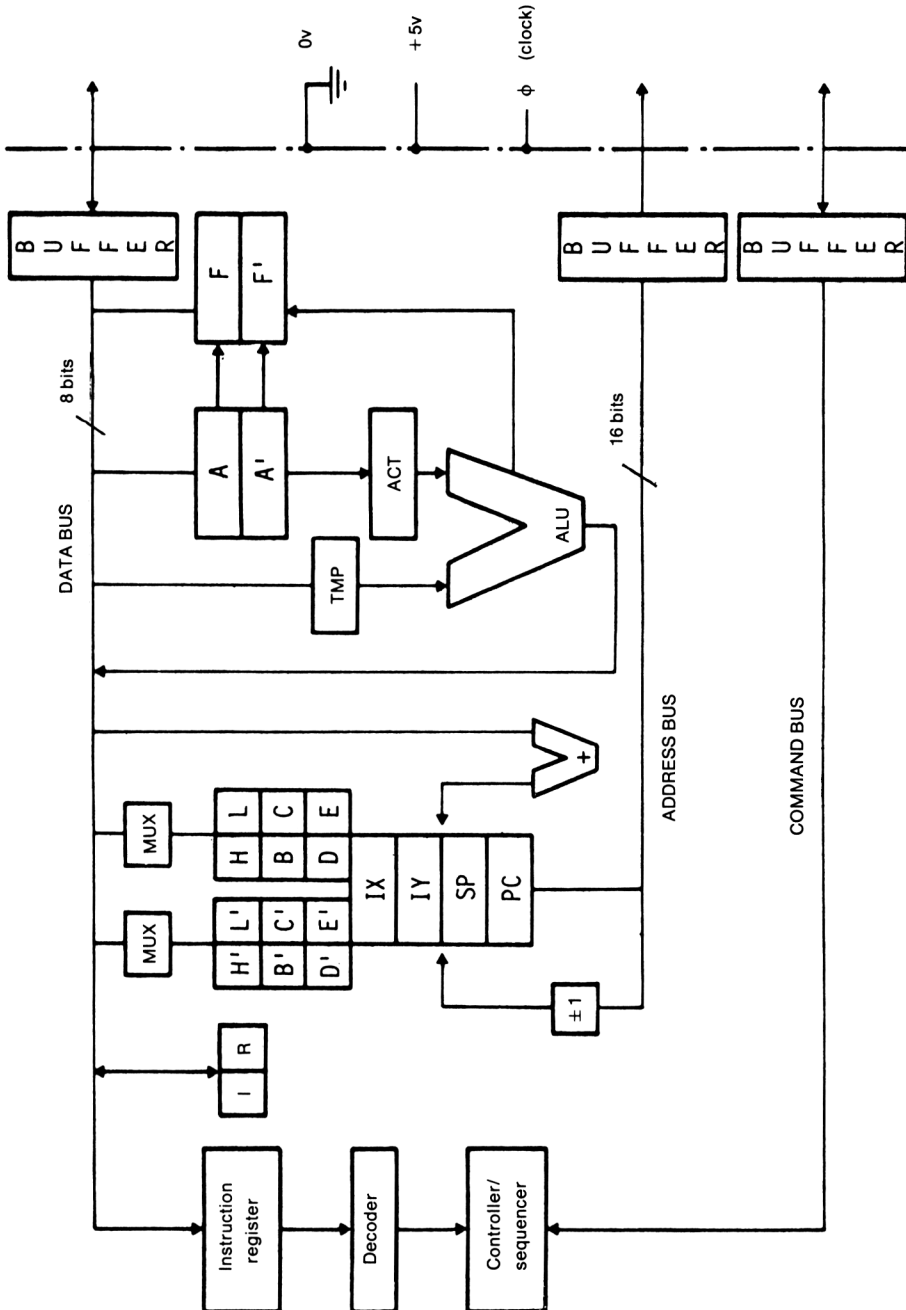 DATA BUS
8 bits
BUFFER
0v
+5v
ϕ (clock)
MUX
MUX
A
A'
F
F'
TMP
ACT
ALU
H' L'
B' C'
D' E'
H L
B C
D E
IX
IY
SP
PC
+
±1
I R
Instruction
register
Decoder
Controller/
sequencer
16 bits
ADDRESS BUS
BUFFER
COMMAND BUS
BUFFER